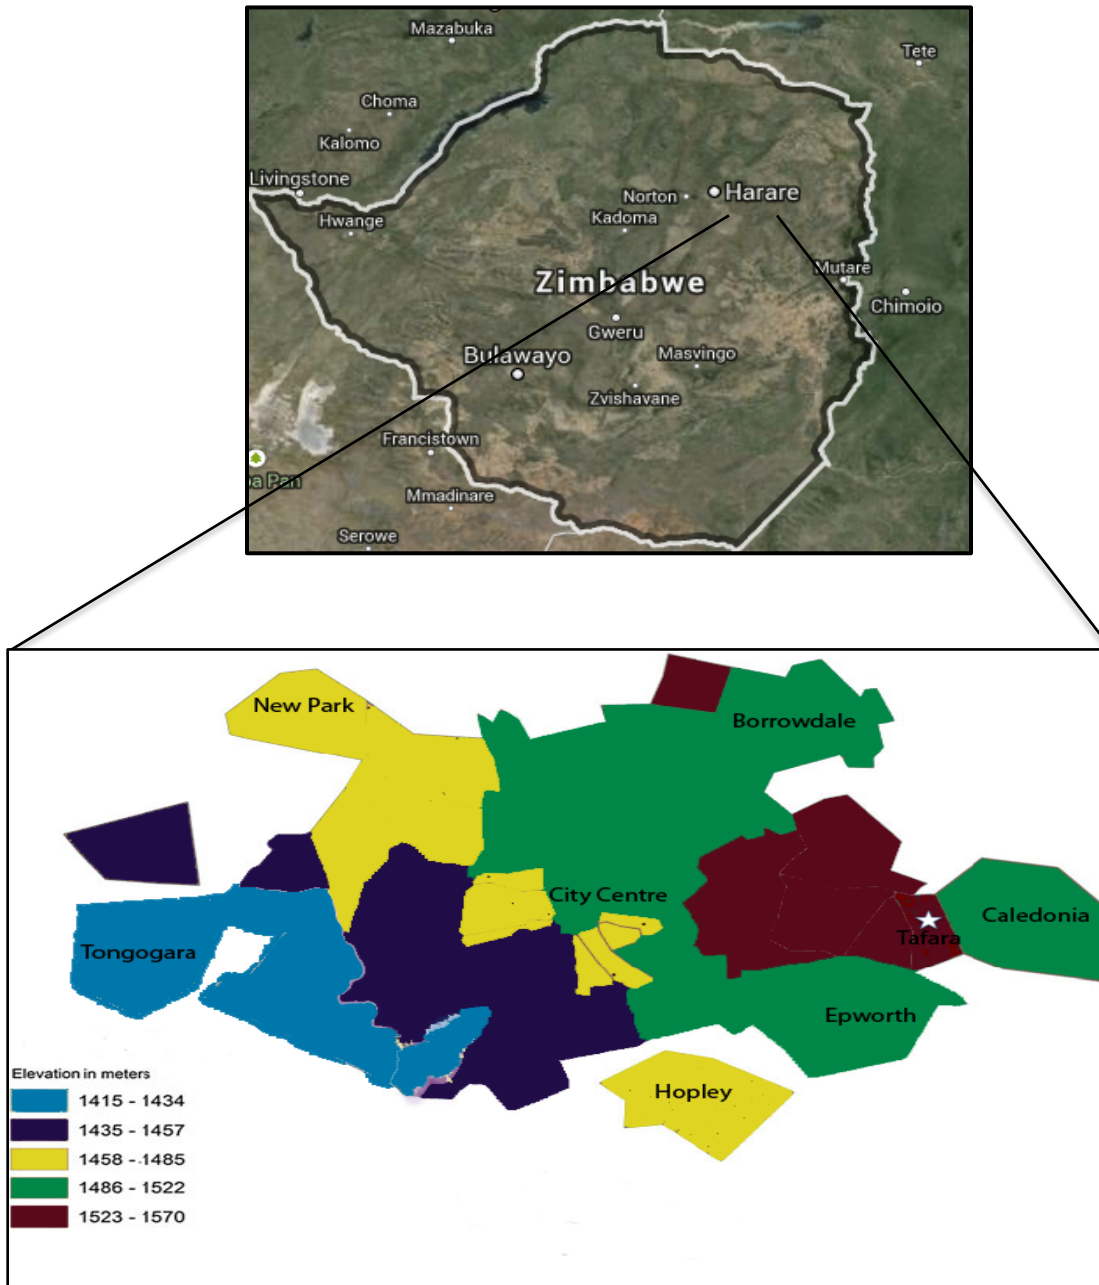 Mazabuka
Tete
Choma
Kalomo
Livingstone
Norton
Harare
Hwange
Kadoma
Mutare
Zimbabwe
Chimoio
Gweru
Bulawayo
Masvingo
Zvishavane
Francistown
a Pan
Mmadinare
Serowe
New Park
Borrowdale
City Centre
Caledonia
Tafara
Tongogara
Epworth
Hopley
Elevation in meters
1415 - 1434
1435 - 1457
1458 - 1485
1486 - 1522
1523 - 1570